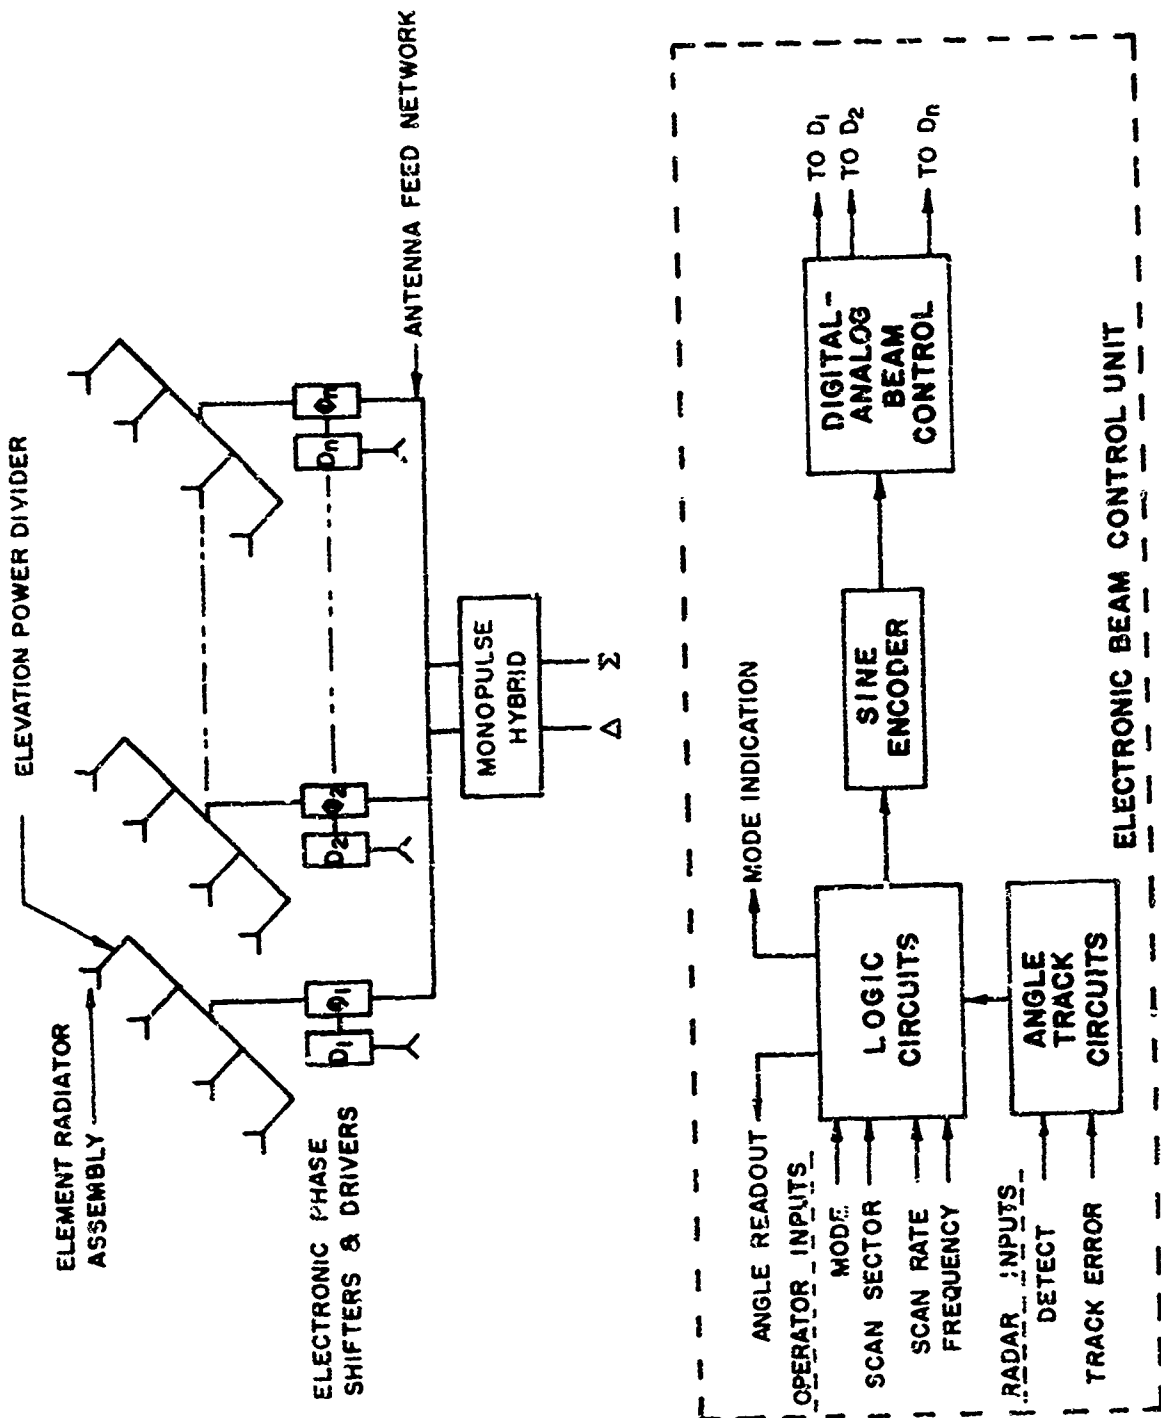 ELEVATION POWER DIVIDER
ELEMENT RADIATOR
ASSEMBLY
ELECTRONIC PHASE
SHIFTERS & DRIVERS
D1
Φ1
D2
Φ2
Dn
Φn
ANTENNA FEED NETWORK
MONOPULSE
HYBRID
Δ
Σ
ANGLE READOUT
MODE INDICATION
OPERATOR INPUTS
MODE
SCAN SECTOR
SCAN RATE
FREQUENCY
RADAR INPUTS
DETECT
TRACK ERROR
LOGIC
CIRCUITS
ANGLE
TRACK
CIRCUITS
SINE
ENCODER
DIGITAL-
ANALOG
BEAM
CONTROL
TO D1
TO D2
TO Dn
ELECTRONIC BEAM CONTROL UNIT